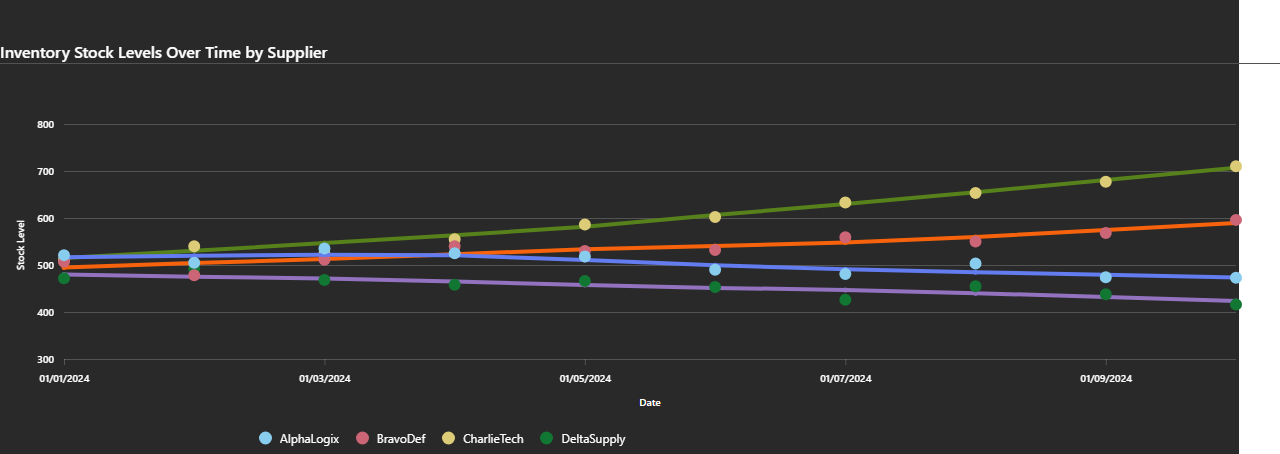 Inventory Stock Levels Over Time by Supplier
800
700
600
500
400
300
Stock Level
01/01/2024 01/03/2024 01/05/2024 01/07/2024 01/09/2024
Date
AlphaLogix BravoDef CharlieTech DeltaSupply